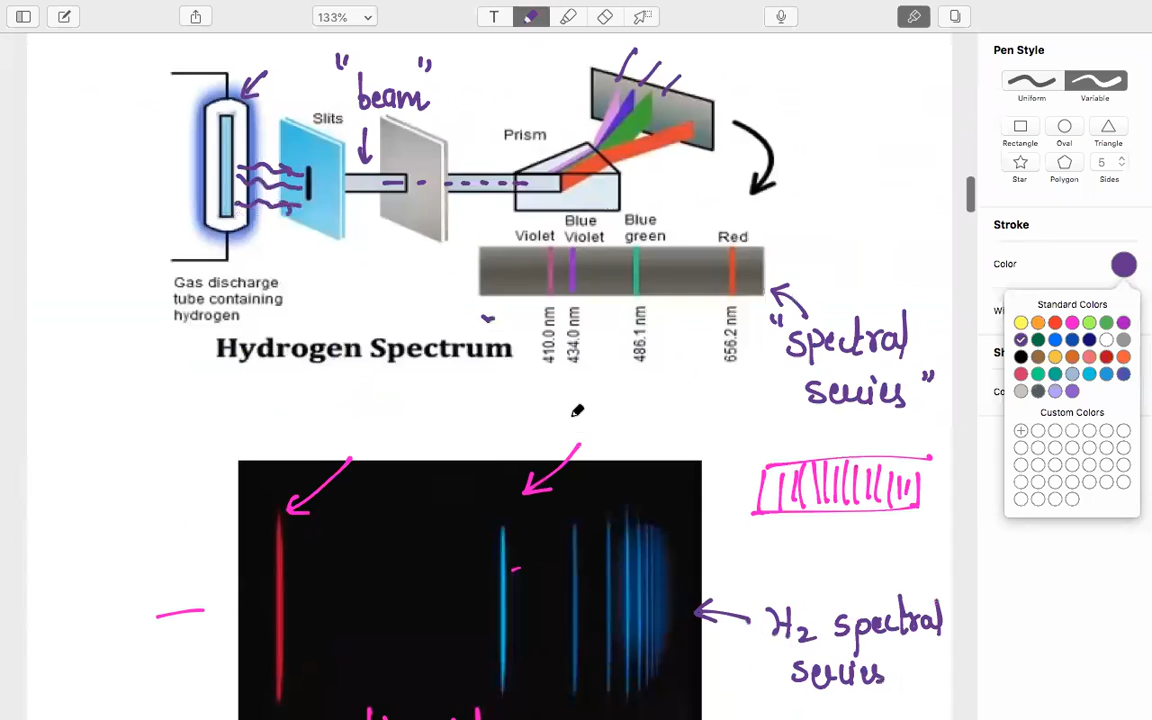 133%
T
Pen Style
Uniform
Variable
Rectangle
Oval
Triangle
Star
Polygon
5
Sides
Stroke
Color
Standard Colors
Custom Colors
"beam"
Slits
Prism
Violet
Blue
Violet
Blue
green
Red
Gas discharge
tube containing
hydrogen
410.0 nm
434.0 nm
486.1 nm
656.2 nm
Hydrogen Spectrum
"spectral
series"
H2 spectral
series